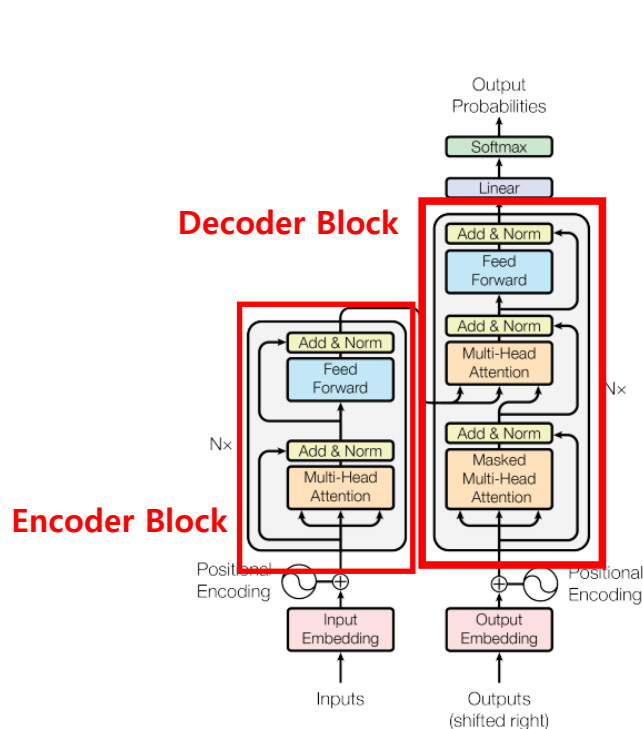 Output
Probabilities
Softmax
Linear
Decoder Block
Add & Norm
Feed
Forward
Add & Norm
Multi-Head
Attention
Add & Norm
Masked
Multi-Head
Attention
Nx
Add & Norm
Feed
Forward
Nx
Add & Norm
Multi-Head
Attention
Encoder Block
Positional
Encoding
Positional
Encoding
Input
Embedding
Output
Embedding
Inputs
Outputs
(shifted right)